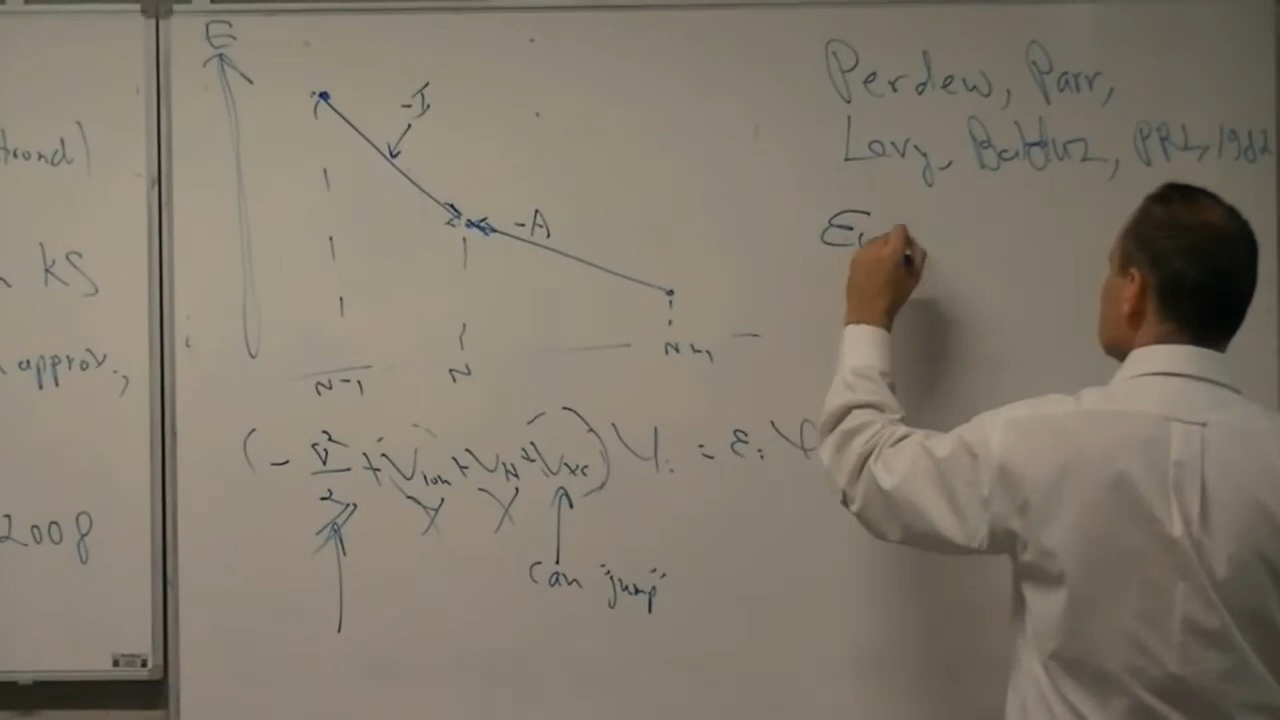 E
-I
-A
N-1
N
N+1
(-∇²/2 + V_ion + V_H + V_xc) Ψ_i = ε_i Ψ
can "jump"
Perdew, Parr,
Levy, Balduz, PRL, 1982
KS
approx.,
2008